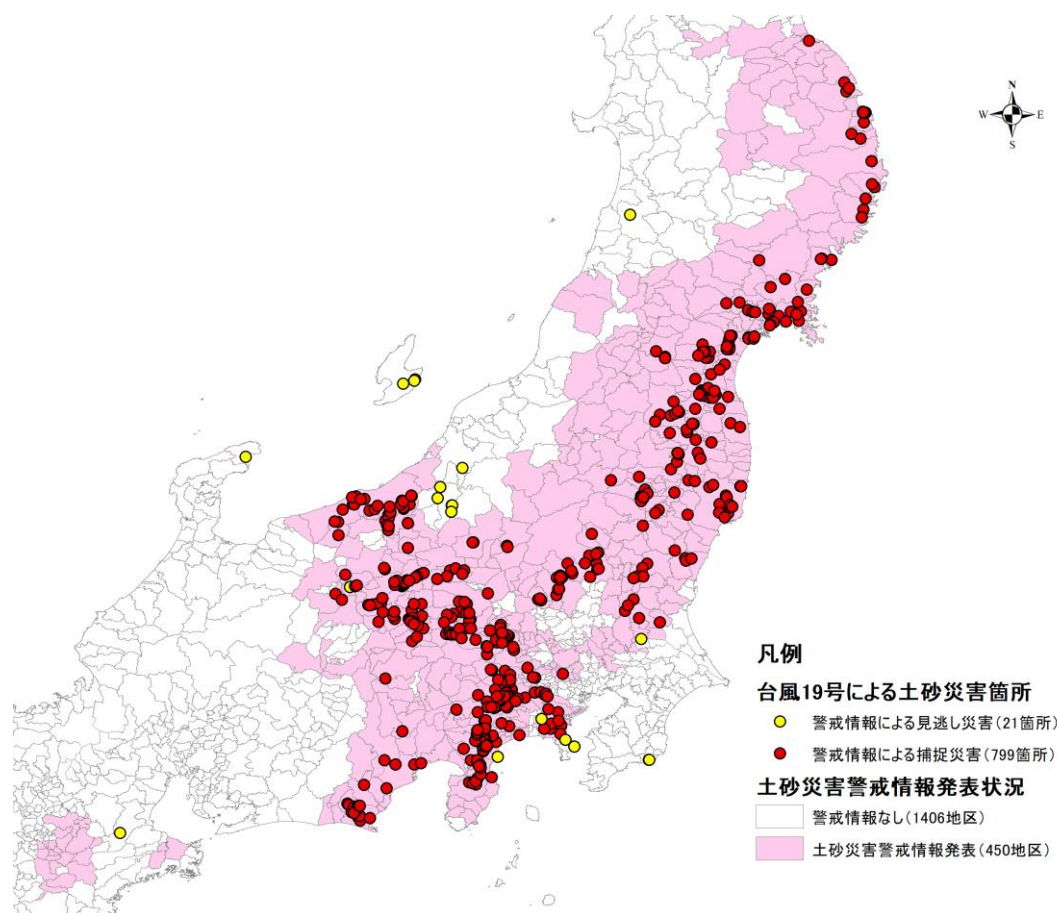 N
W E
S
凡例
台風19号による土砂災害箇所
警戒情報による見逃し災害(21箇所)
警戒情報による捕捉災害(799箇所)
土砂災害警戒情報発表状況
警戒情報なし(1406地区)
土砂災害警戒情報発表(450地区)